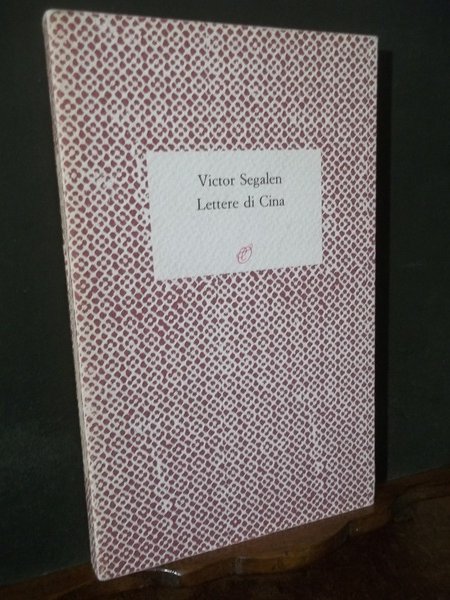 Victor Segalen
Lettere di Cina